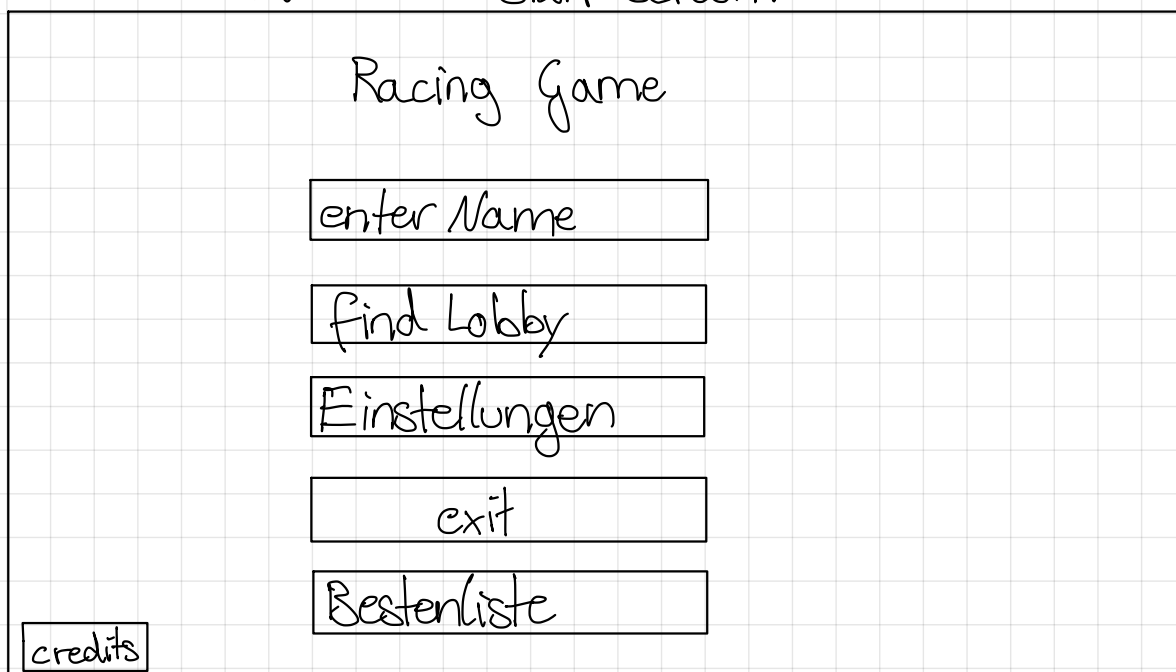 Racing Game
enter Name
find Lobby
Einstellungen
exit
Bestenliste
credits